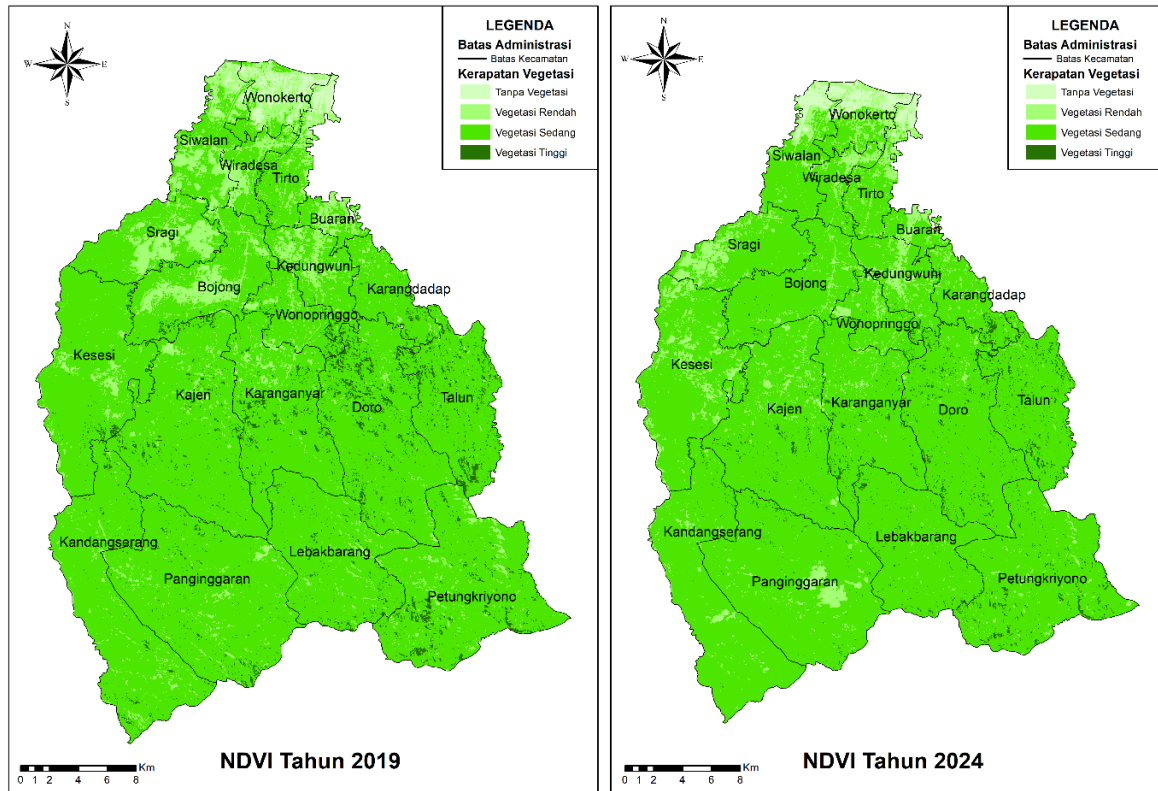 N
W E
S
LEGENDA
Batas Administrasi
Batas Kecamatan
Kerapatan Vegetasi
Tanpa Vegetasi
Vegetasi Rendah
Vegetasi Sedang
Vegetasi Tinggi
Wonokerto
Siwalan
Wiradesa
Tirto
Buaran
Sragi
Kedungwuni
Bojong
Karangdadap
Wonopringgo
Kesesi
Kajen
Karanganyar
Doro
Talun
Kandangserang
Lebakbarang
Panginggaran
Petungkriyono
NDVI Tahun 2019
Km
0 1 2 4 6 8
N
W E
S
LEGENDA
Batas Administrasi
Batas Kecamatan
Kerapatan Vegetasi
Tanpa Vegetasi
Vegetasi Rendah
Vegetasi Sedang
Vegetasi Tinggi
Wonokerto
Siwalan
Wiradesa
Tirto
Buaran
Sragi
Kedungwuni
Bojong
Karangdadap
Wonopringgo
Kesesi
Kajen
Karanganyar
Doro
Talun
Kandangserang
Lebakbarang
Panginggaran
Petungkriyono
NDVI Tahun 2024
Km
0 1 2 4 6 8